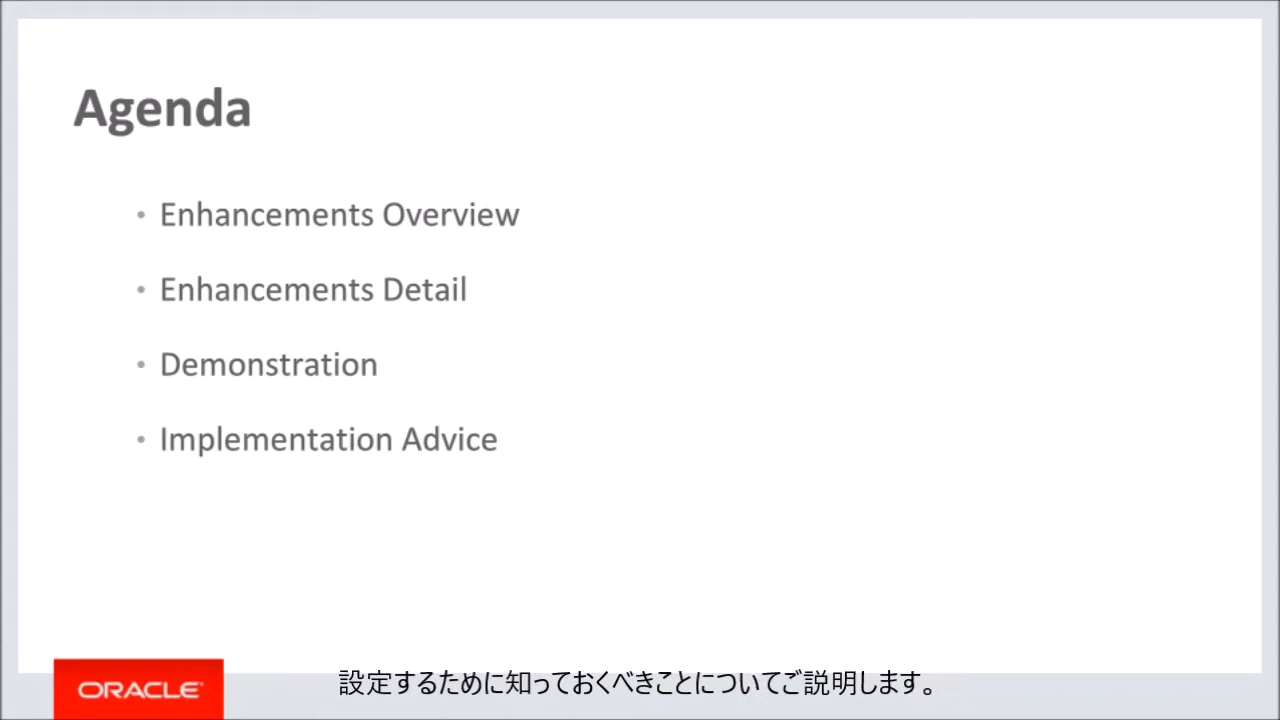 Agenda
• Enhancements Overview
• Enhancements Detail
• Demonstration
• Implementation Advice
ORACLE
設定するために知っておくべきことについてご説明します。